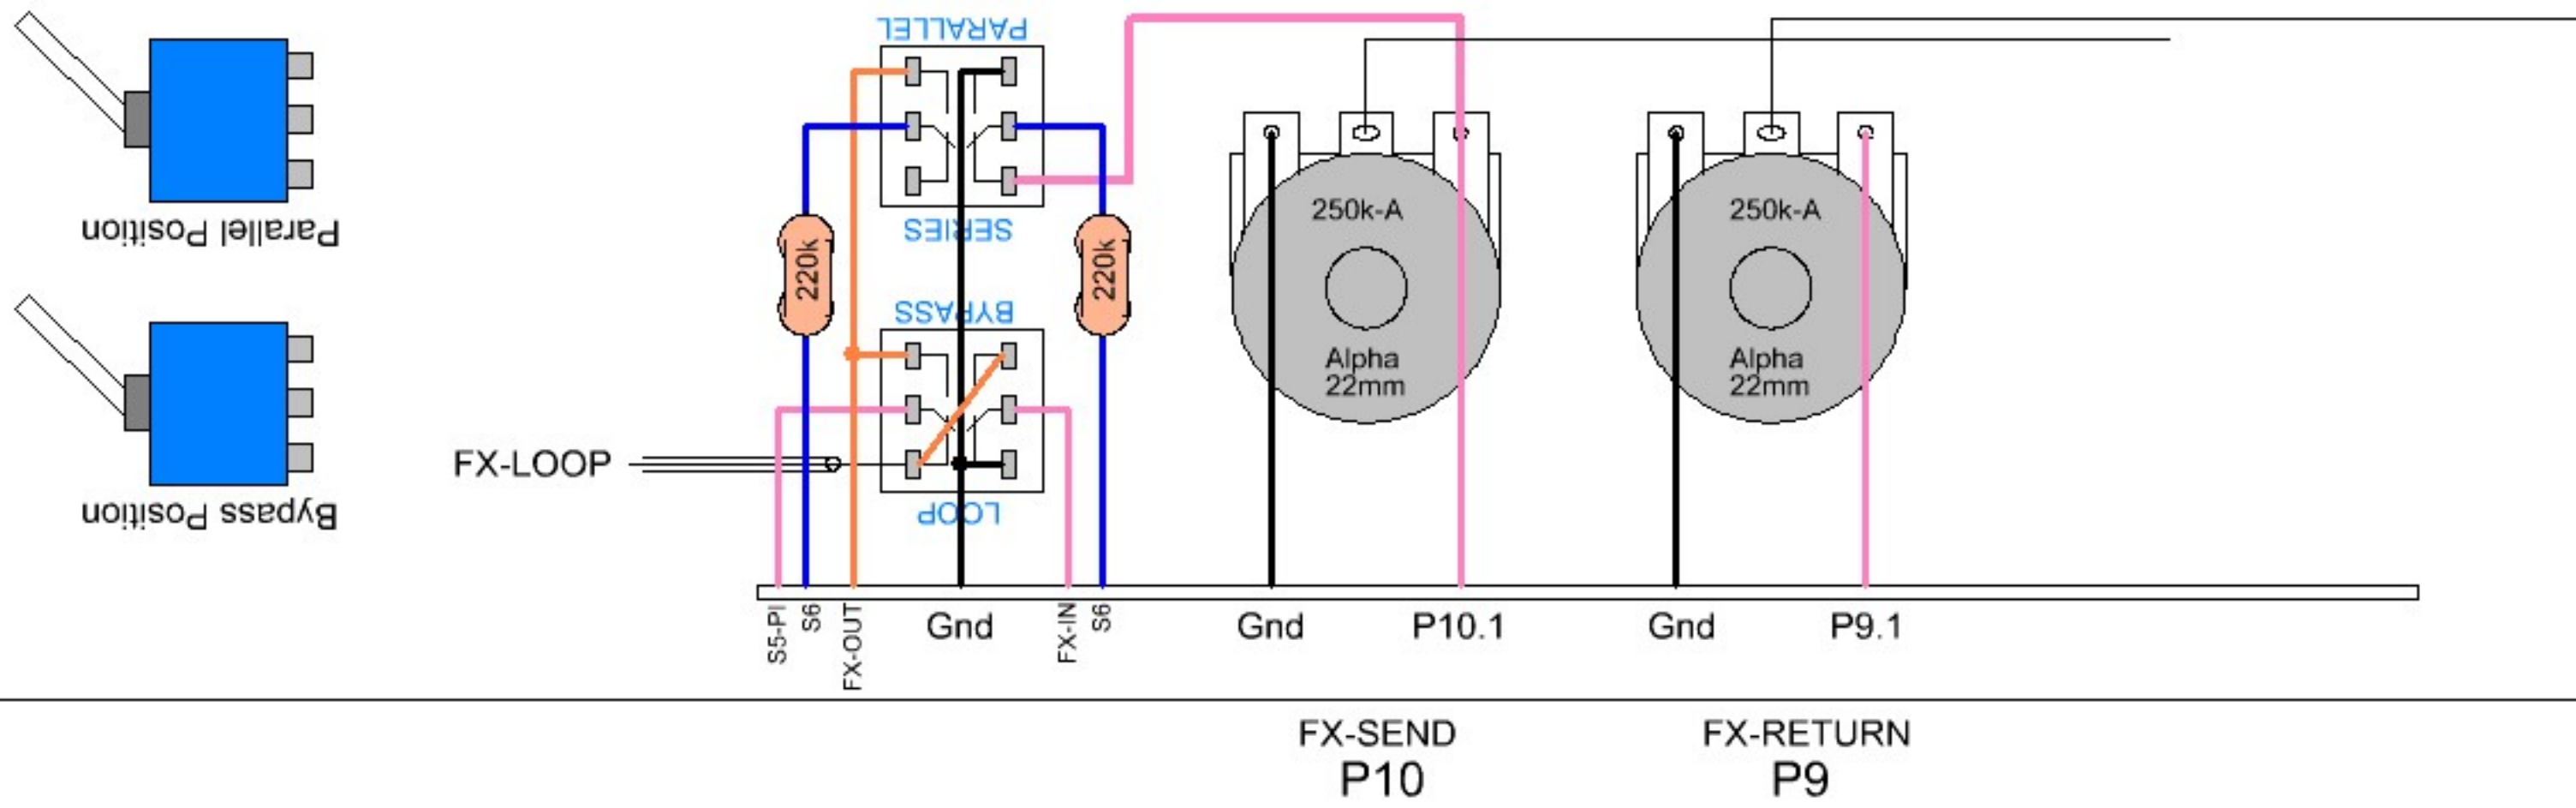 PARALLEL
Parallel Position
SERIES
250k-A
250k-A
220k
220k
BYPASS
Alpha
22mm
Alpha
22mm
FX-LOOP
Bypass Position
LOOP
S5-PI
S6
FX-OUT
Gnd
FX-IN
S6
Gnd
P10.1
Gnd
P9.1
FX-SEND
P10
FX-RETURN
P9